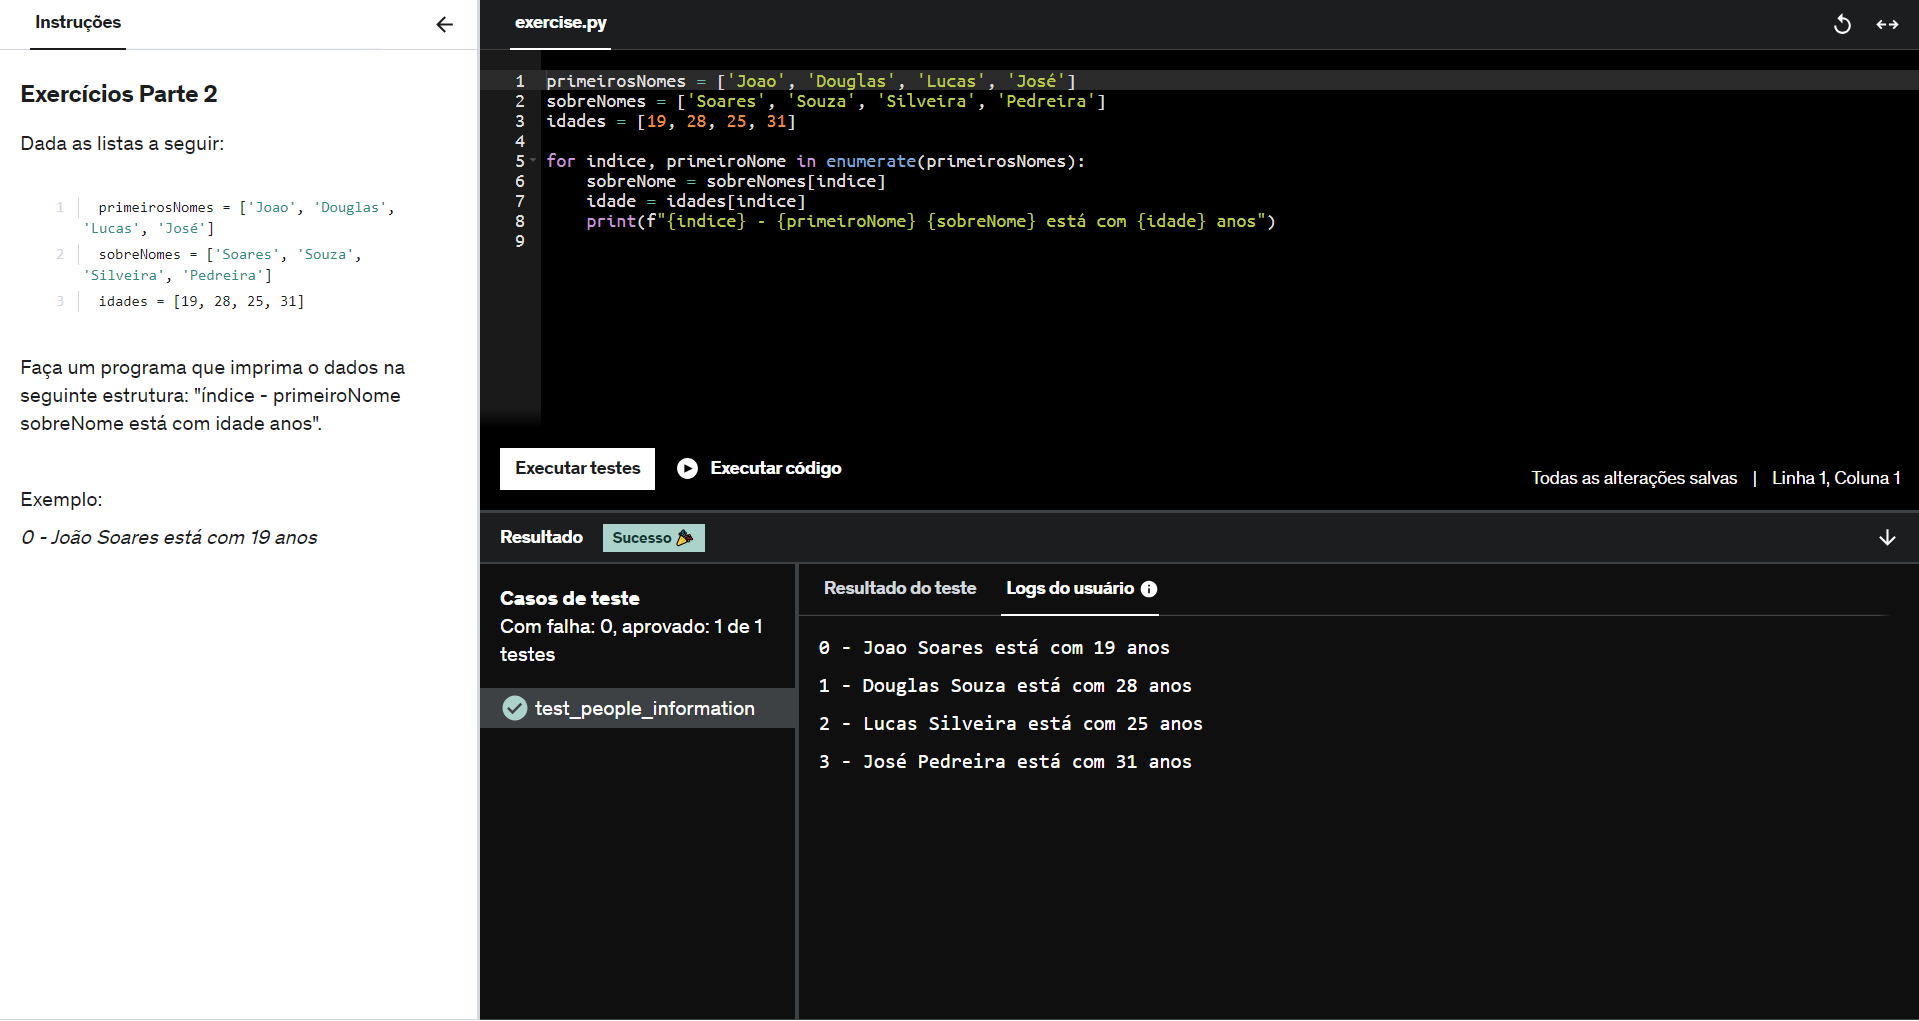 Instruções
Exercícios Parte 2
Dada as listas a seguir:
1 primeirosNomes = ['Joao', 'Douglas',
'Lucas', 'José']
2 sobreNomes = ['Soares', 'Souza',
'Silveira', 'Pedreira']
3 idades = [19, 28, 25, 31]
Faça um programa que imprima o dados na
seguinte estrutura: "índice - primeiroNome
sobreNome está com idade anos".
Exemplo:
0 - João Soares está com 19 anos
exercise.py
1 primeirosNomes = ['Joao', 'Douglas', 'Lucas', 'José']
2 sobreNomes = ['Soares', 'Souza', 'Silveira', 'Pedreira']
3 idades = [19, 28, 25, 31]
4
5 for indice, primeiroNome in enumerate(primeirosNomes):
6     sobreNome = sobreNomes[indice]
7     idade = idades[indice]
8     print(f"{indice} - {primeiroNome} {sobreNome} está com {idade} anos")
9
Executar testes Executar código
Todas as alterações salvas | Linha 1, Coluna 1
Resultado Sucesso
Casos de teste
Com falha: 0, aprovado: 1 de 1
testes
test_people_information
Resultado do teste Logs do usuário
0 - Joao Soares está com 19 anos
1 - Douglas Souza está com 28 anos
2 - Lucas Silveira está com 25 anos
3 - José Pedreira está com 31 anos